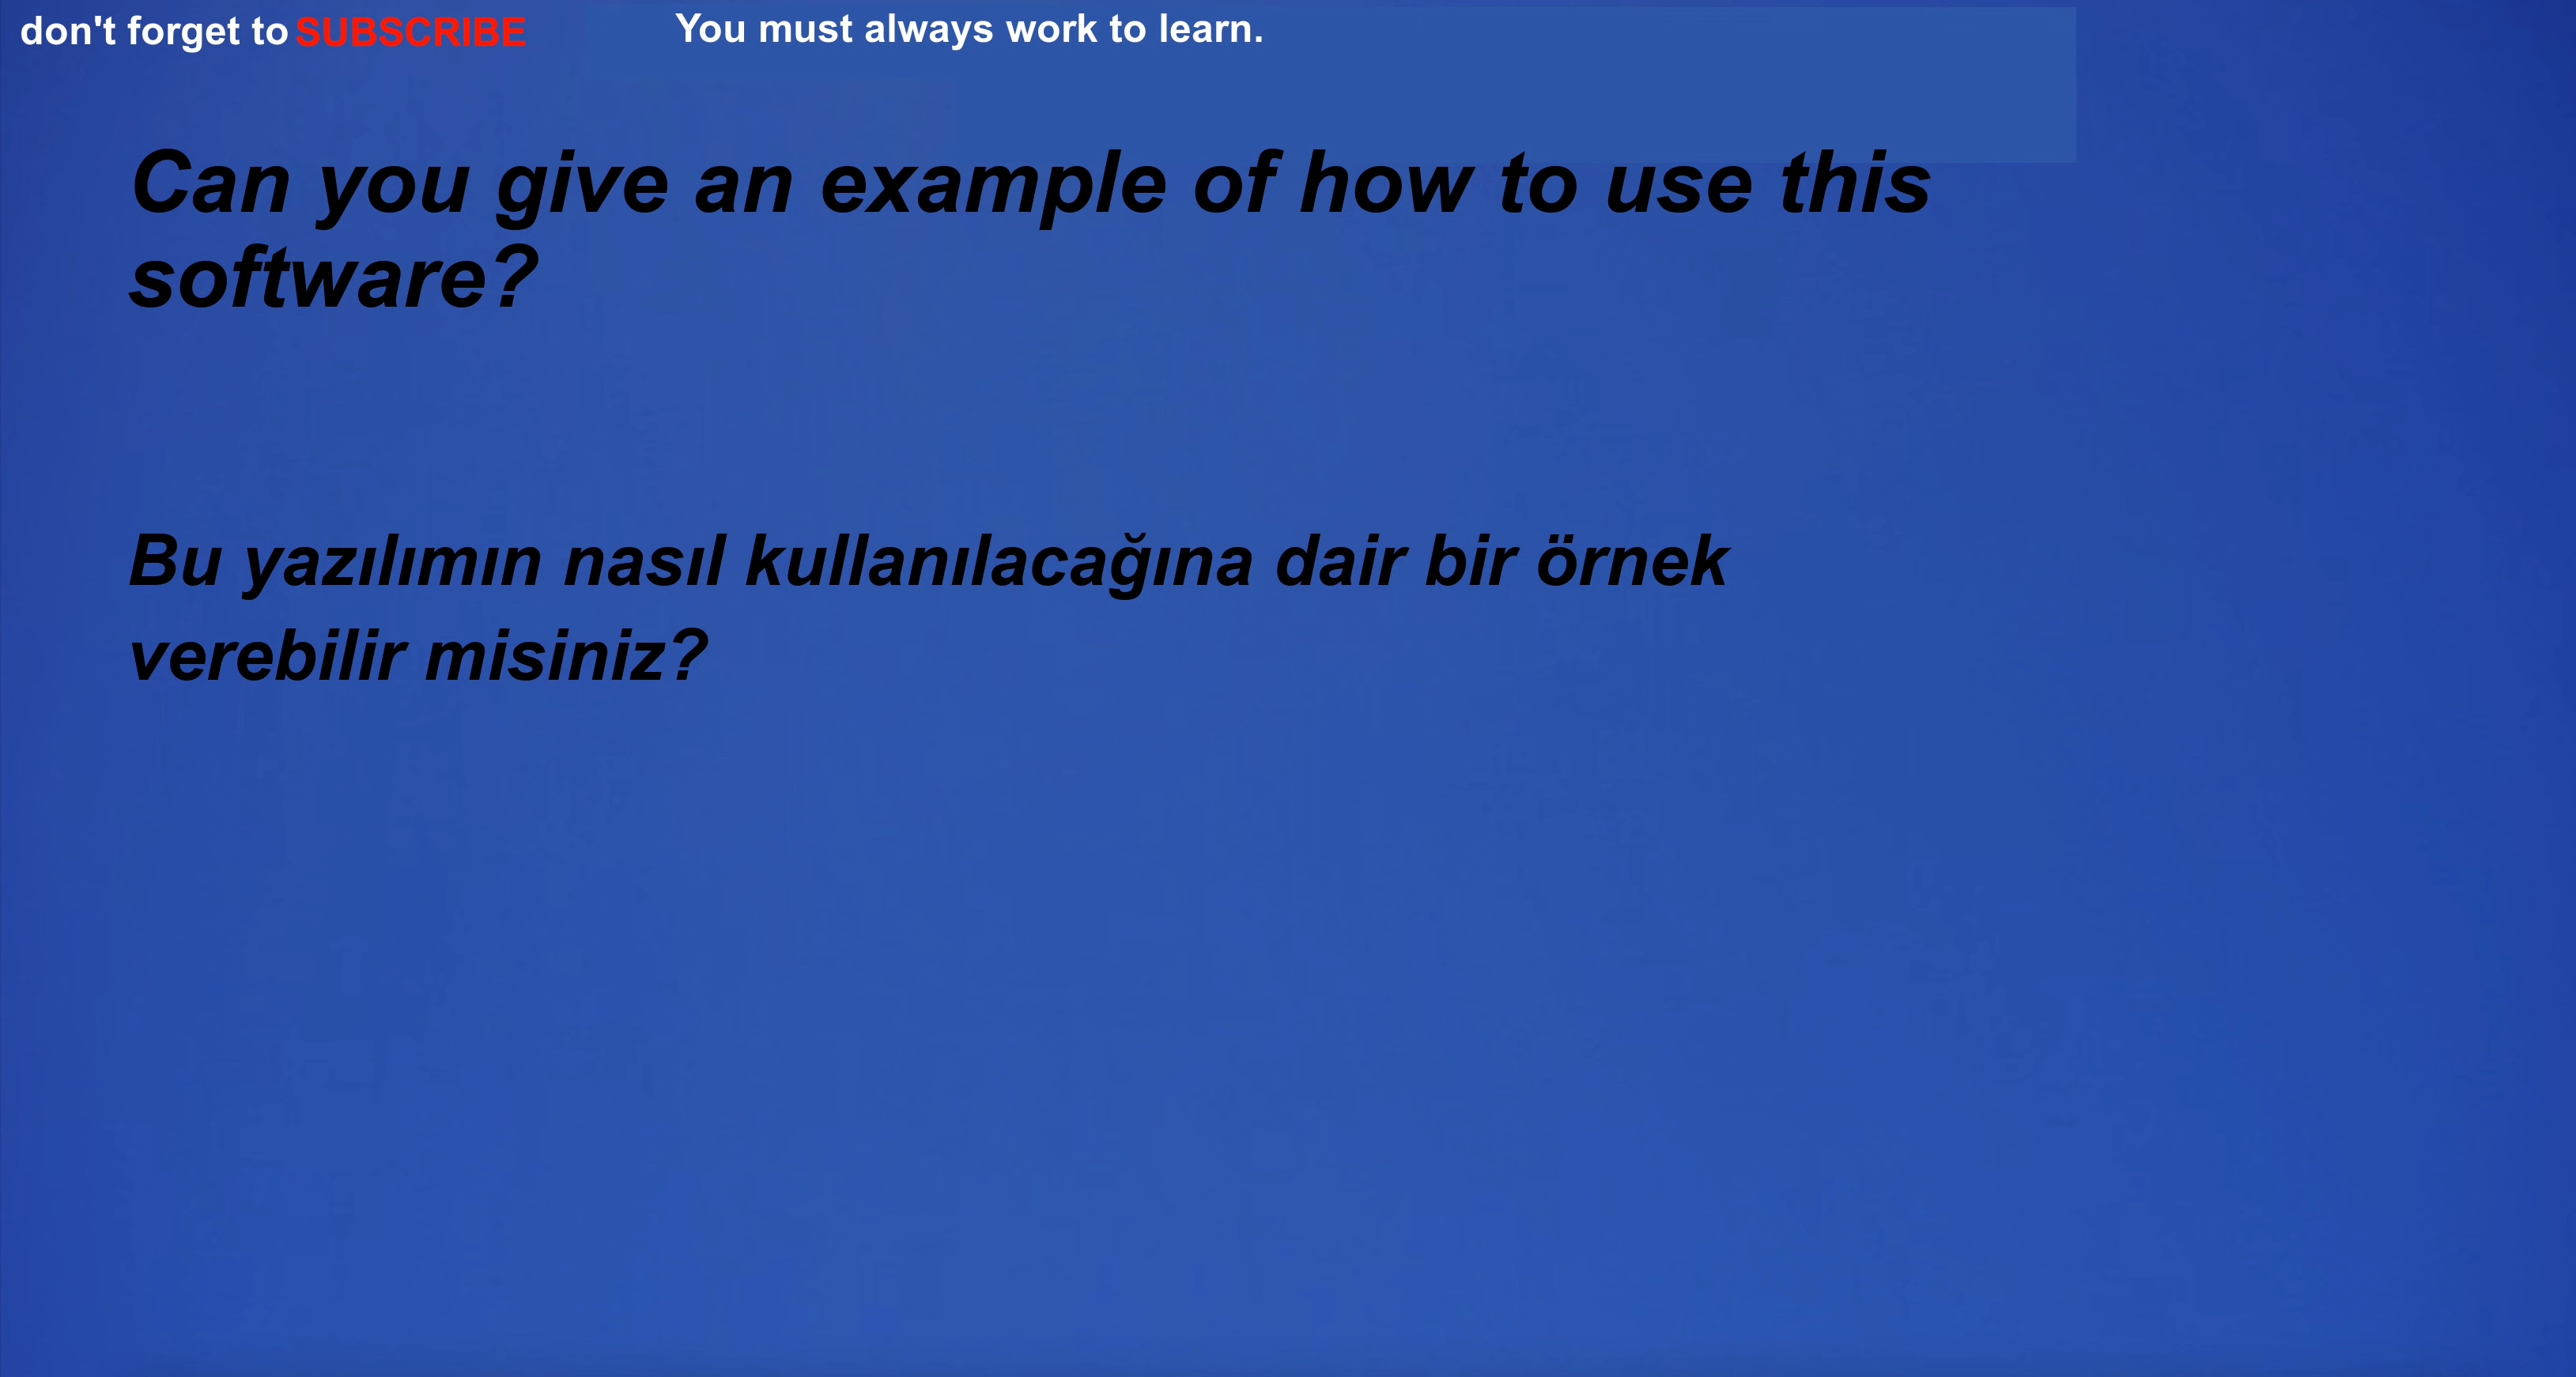 don't forget to SUBSCRIBE
You must always work to learn.
Can you give an example of how to use this
software?
Bu yazılımın nasıl kullanılacağına dair bir örnek
verebilir misiniz?